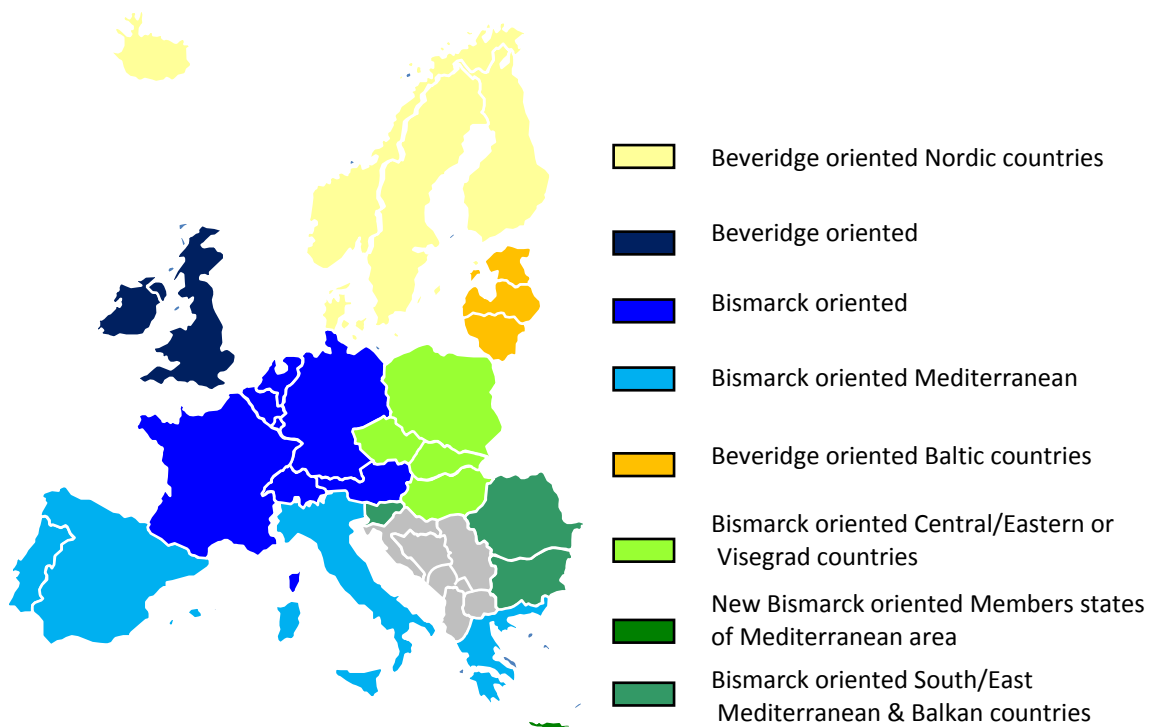 Beveridge oriented Nordic countries
Beveridge oriented
Bismarck oriented
Bismarck oriented Mediterranean
Beveridge oriented Baltic countries
Bismarck oriented Central/Eastern or
Visegrad countries
New Bismarck oriented Members states
of Mediterranean area
Bismarck oriented South/East
Mediterranean & Balkan countries